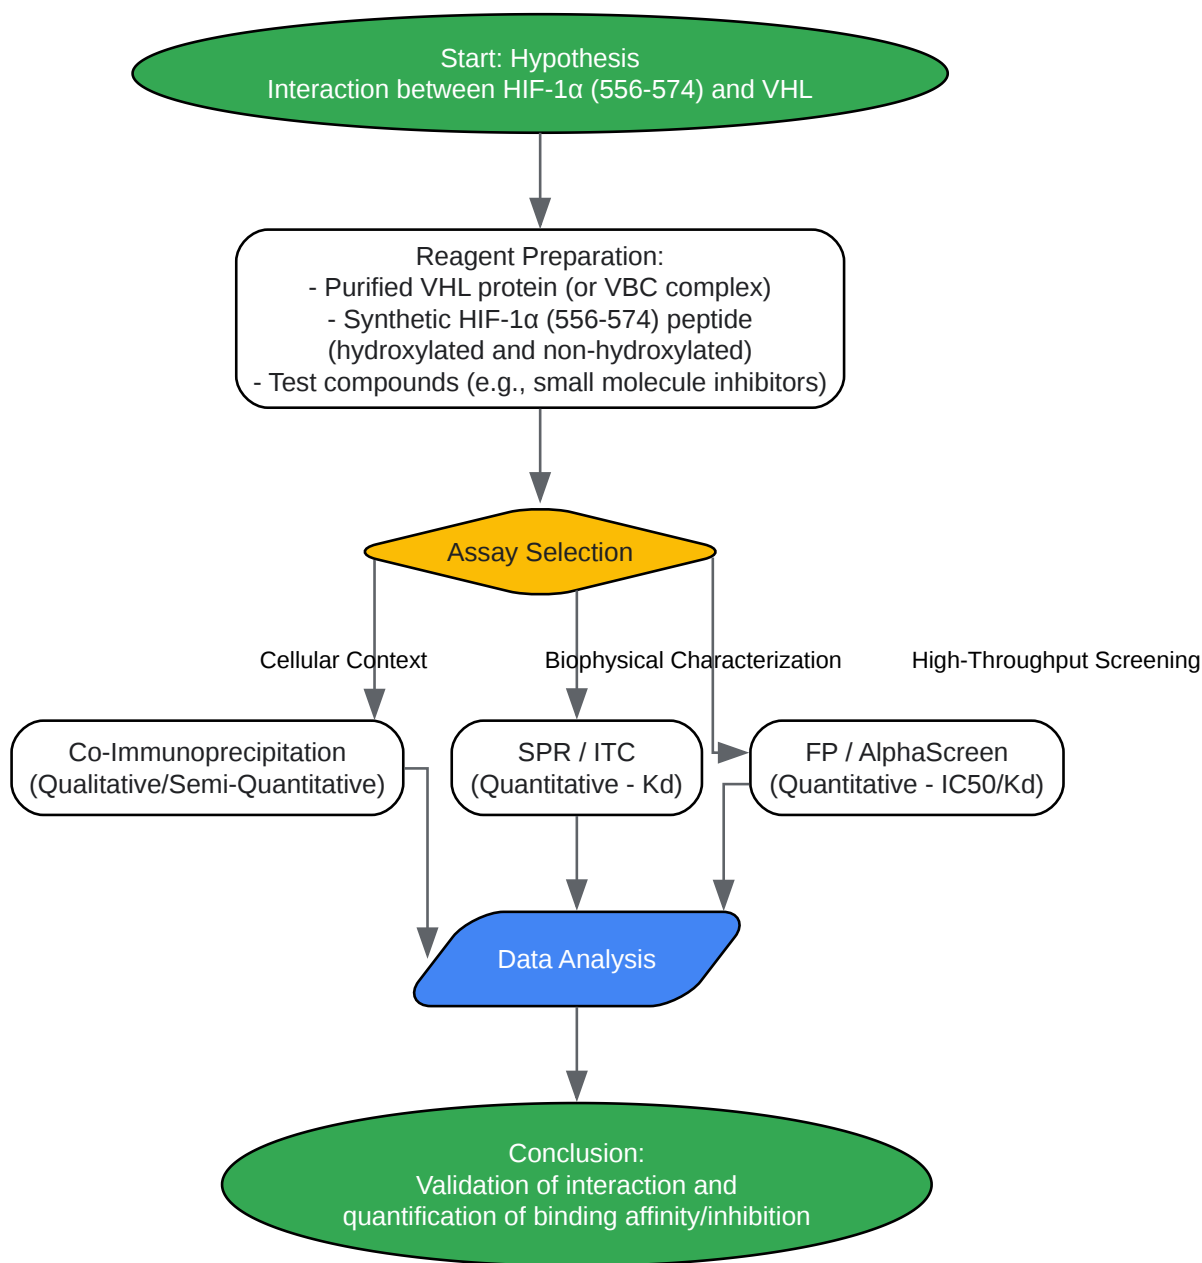 Start: Hypothesis
Interaction between HIF-1α (556-574) and VHL
Reagent Preparation:
- Purified VHL protein (or VBC complex)
- Synthetic HIF-1α (556-574) peptide
(hydroxylated and non-hydroxylated)
- Test compounds (e.g., small molecule inhibitors)
Assay Selection
Cellular Context
Biophysical Characterization
High-Throughput Screening
Co-Immunoprecipitation
(Qualitative/Semi-Quantitative)
SPR / ITC
(Quantitative - Kd)
FP / AlphaScreen
(Quantitative - IC50/Kd)
Data Analysis
Conclusion:
Validation of interaction and
quantification of binding affinity/inhibition